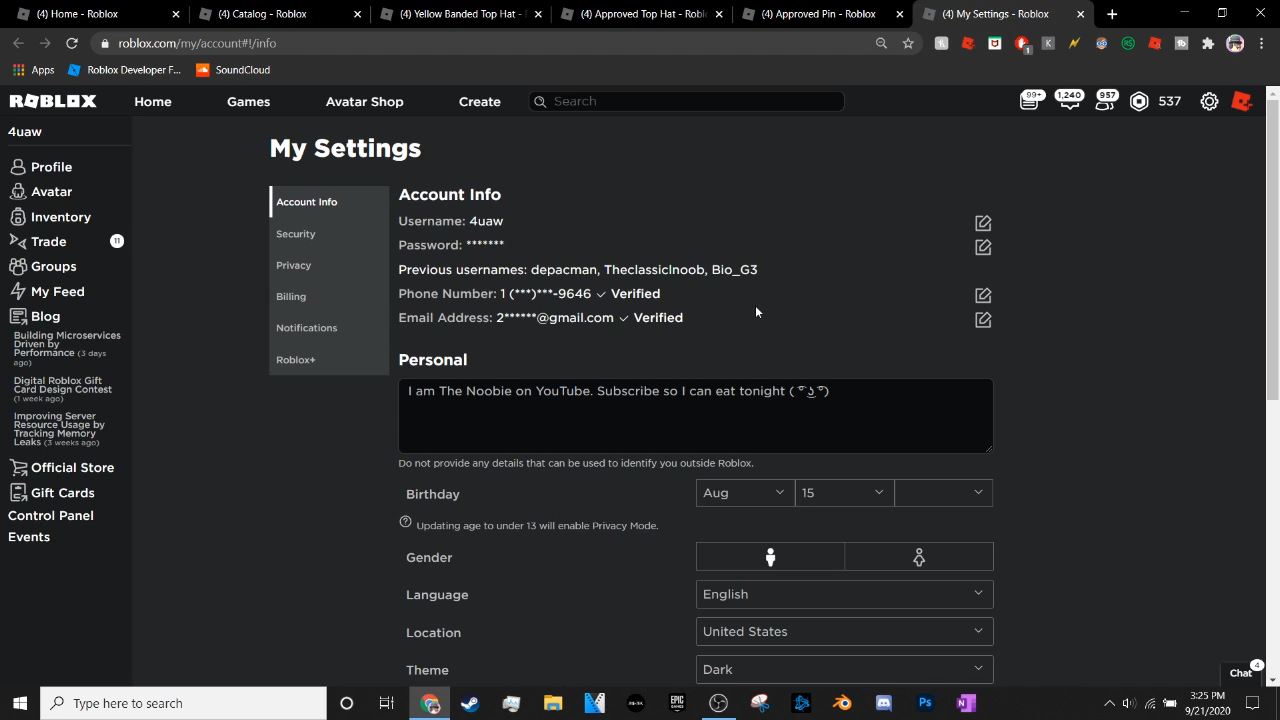 (4) Home - Roblox
(4) Catalog - Roblox
(4) Yellow Banded Top Hat -
(4) Approved Top Hat - Robl
(4) Approved Pin - Roblox
(4) My Settings - Roblox
roblox.com/my/account#!/info
1
Apps
Roblox Developer F...
SoundCloud
ROBLOX
Home
Games
Avatar Shop
Create
Search
99+
1,240
957
537
4uaw
Profile
Avatar
Inventory
Trade
11
Groups
My Feed
Blog
Building Microservices
Driven by
Performance (3 days
ago)
Digital Roblox Gift
Card Design Contest
(1 week ago)
Improving Server
Resource Usage by
Tracking Memory
Leaks (3 weeks ago)
Official Store
Gift Cards
Control Panel
Events
My Settings
Account Info
Security
Privacy
Billing
Notifications
Roblox+
Account Info
Username: 4uaw
Password: *******
Previous usernames: depacman, Theclassiclnoob, Bio_G3
Phone Number: 1 (***)***-9646 ✓ Verified
Email Address: 2******@gmail.com ✓ Verified
Personal
I am The Noobie on YouTube. Subscribe so I can eat tonight ( ͡° ͜ʖ ͡°)
Do not provide any details that can be used to identify you outside Roblox.
Birthday
Aug
15
Updating age to under 13 will enable Privacy Mode.
Gender
Language
English
Location
United States
Theme
Dark
Chat
4
Type here to search
3:25 PM
9/21/2020